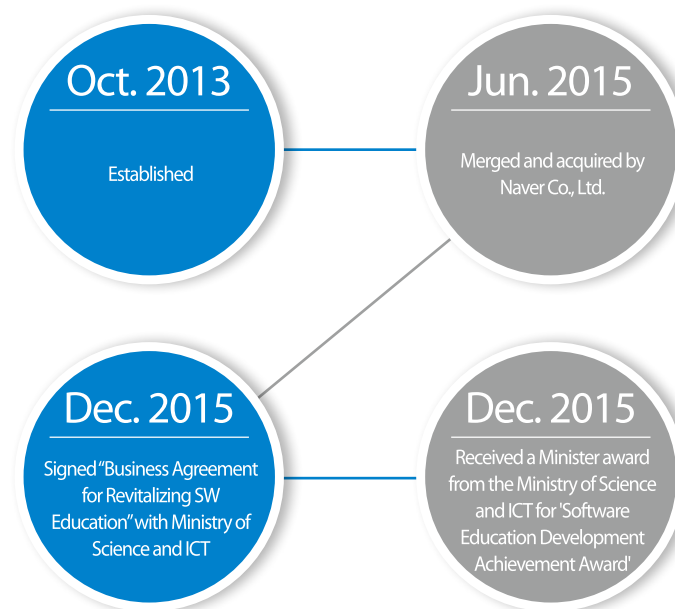 Oct. 2013
Established
Jun. 2015
Merged and acquired by
Naver Co., Ltd.
Dec. 2015
Signed “Business Agreement
for Revitalizing SW
Education” with Ministry of
Science and ICT
Dec. 2015
Received a Minister award
from the Ministry of Science
and ICT for 'Software
Education Development
Achievement Award'